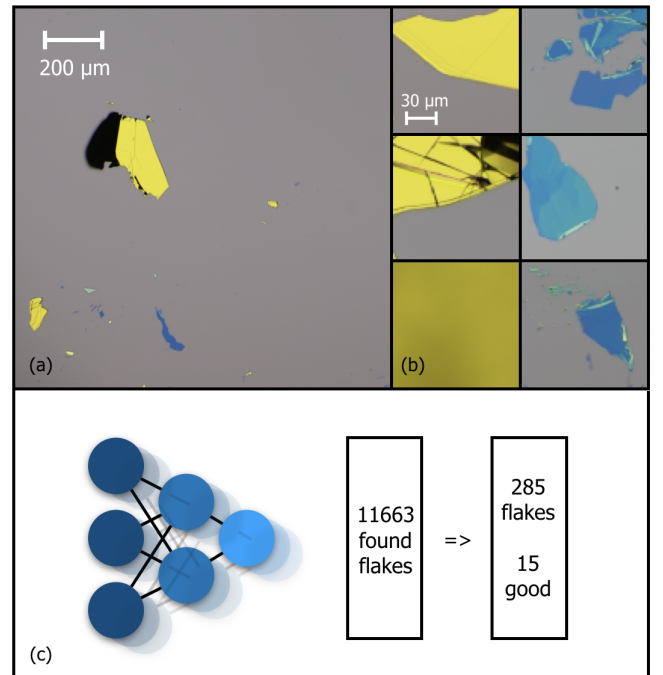 200 µm
30 µm
(a)
(b)
11663
found
flakes
=>
285
flakes
15
good
(c)